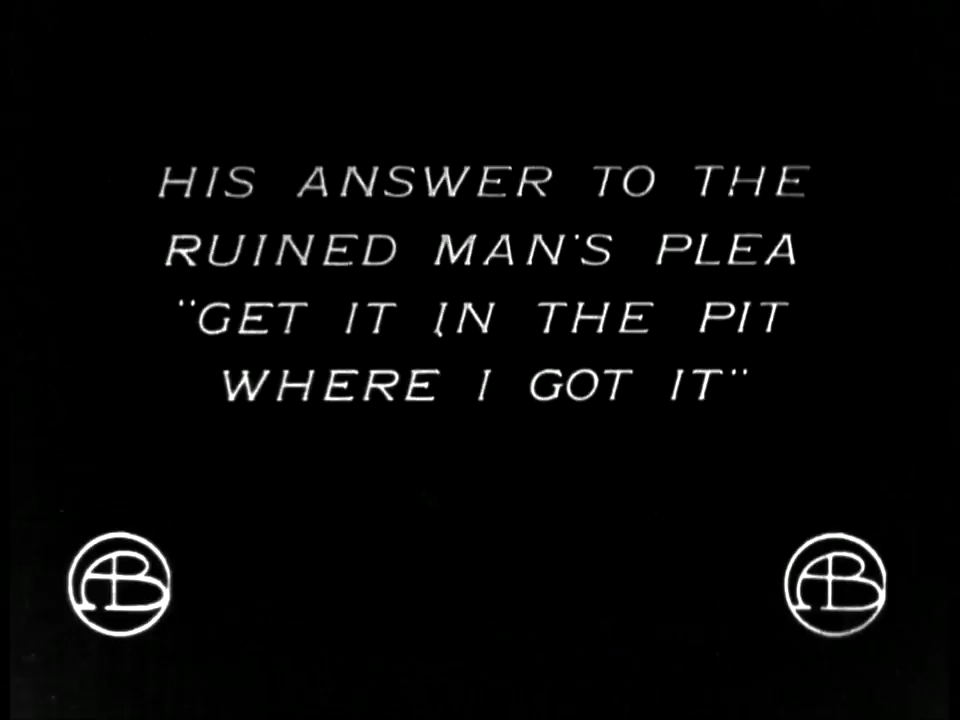 HIS ANSWER TO THE
RUINED MAN'S PLEA
"GET IT IN THE PIT
WHERE I GOT IT"
AB AB